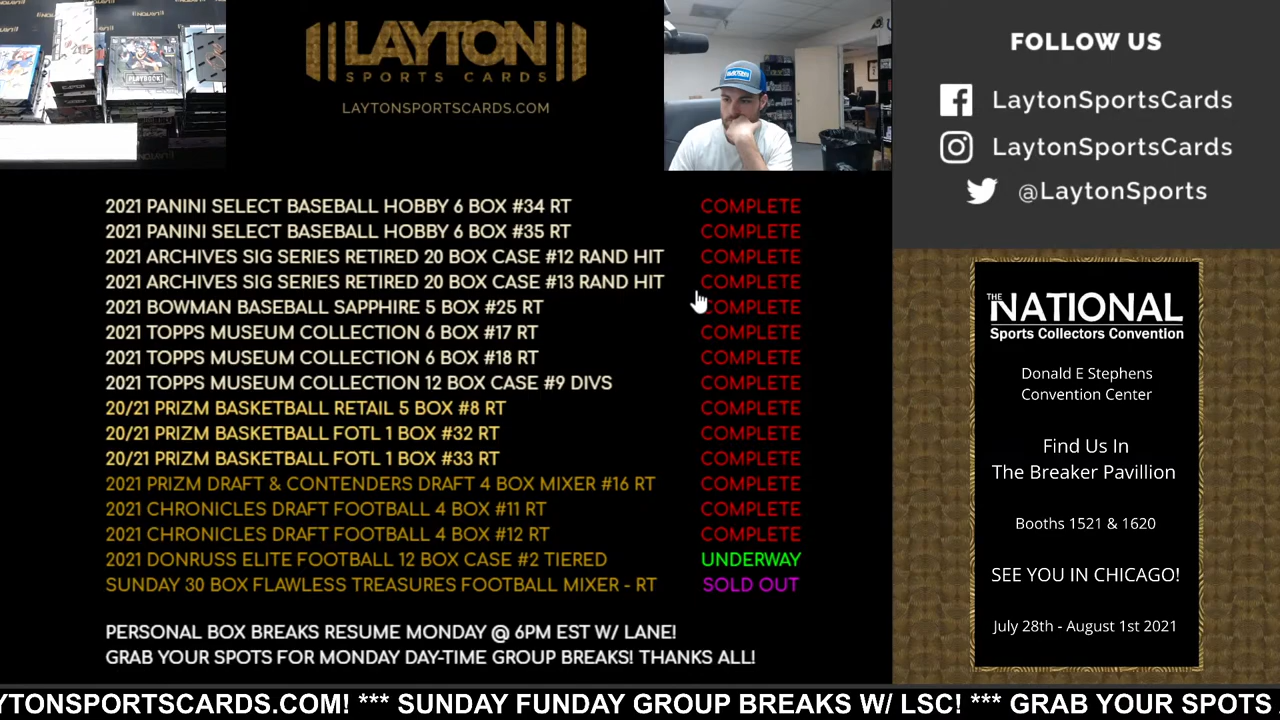 LAYTON
SPORTS CARDS
LAYTONSPORTSCARDS.COM
PLAYBOOK
FOLLOW US
LaytonSportsCards
LaytonSportsCards
@LaytonSports
2021 PANINI SELECT BASEBALL HOBBY 6 BOX #34 RT COMPLETE
2021 PANINI SELECT BASEBALL HOBBY 6 BOX #35 RT COMPLETE
2021 ARCHIVES SIG SERIES RETIRED 20 BOX CASE #12 RAND HIT COMPLETE
2021 ARCHIVES SIG SERIES RETIRED 20 BOX CASE #13 RAND HIT COMPLETE
2021 BOWMAN BASEBALL SAPPHIRE 5 BOX #25 RT COMPLETE
2021 TOPPS MUSEUM COLLECTION 6 BOX #17 RT COMPLETE
2021 TOPPS MUSEUM COLLECTION 6 BOX #18 RT COMPLETE
2021 TOPPS MUSEUM COLLECTION 12 BOX CASE #9 DIVS COMPLETE
20/21 PRIZM BASKETBALL RETAIL 5 BOX #8 RT COMPLETE
20/21 PRIZM BASKETBALL FOTL 1 BOX #32 RT COMPLETE
20/21 PRIZM BASKETBALL FOTL 1 BOX #33 RT COMPLETE
2021 PRIZM DRAFT & CONTENDERS DRAFT 4 BOX MIXER #16 RT COMPLETE
2021 CHRONICLES DRAFT FOOTBALL 4 BOX #11 RT COMPLETE
2021 CHRONICLES DRAFT FOOTBALL 4 BOX #12 RT COMPLETE
2021 DONRUSS ELITE FOOTBALL 12 BOX CASE #2 TIERED UNDERWAY
SUNDAY 30 BOX FLAWLESS TREASURES FOOTBALL MIXER - RT SOLD OUT
PERSONAL BOX BREAKS RESUME MONDAY @ 6PM EST W/ LANE!
GRAB YOUR SPOTS FOR MONDAY DAY-TIME GROUP BREAKS! THANKS ALL!
THE NATIONAL
Sports Collectors Convention
Donald E Stephens
Convention Center
Find Us In
The Breaker Pavillion
Booths 1521 & 1620
SEE YOU IN CHICAGO!
July 28th - August 1st 2021
YTONSPORTSCARDS.COM! *** SUNDAY FUNDAY GROUP BREAKS W/ LSC! *** GRAB YOUR SPOTS